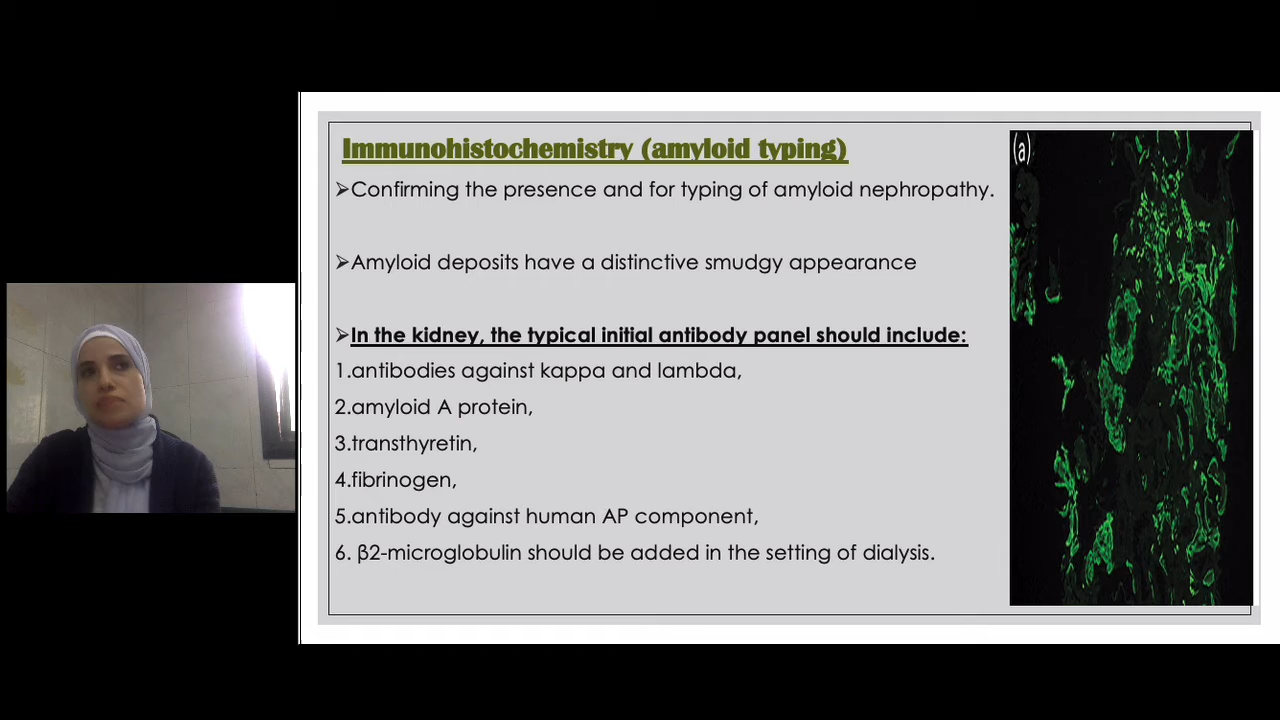 Immunohistochemistry (amyloid typing)
➢Confirming the presence and for typing of amyloid nephropathy.
➢Amyloid deposits have a distinctive smudgy appearance
➢In the kidney, the typical initial antibody panel should include:
1.antibodies against kappa and lambda,
2.amyloid A protein,
3.transthyretin,
4.fibrinogen,
5.antibody against human AP component,
6. β2-microglobulin should be added in the setting of dialysis.
(a)